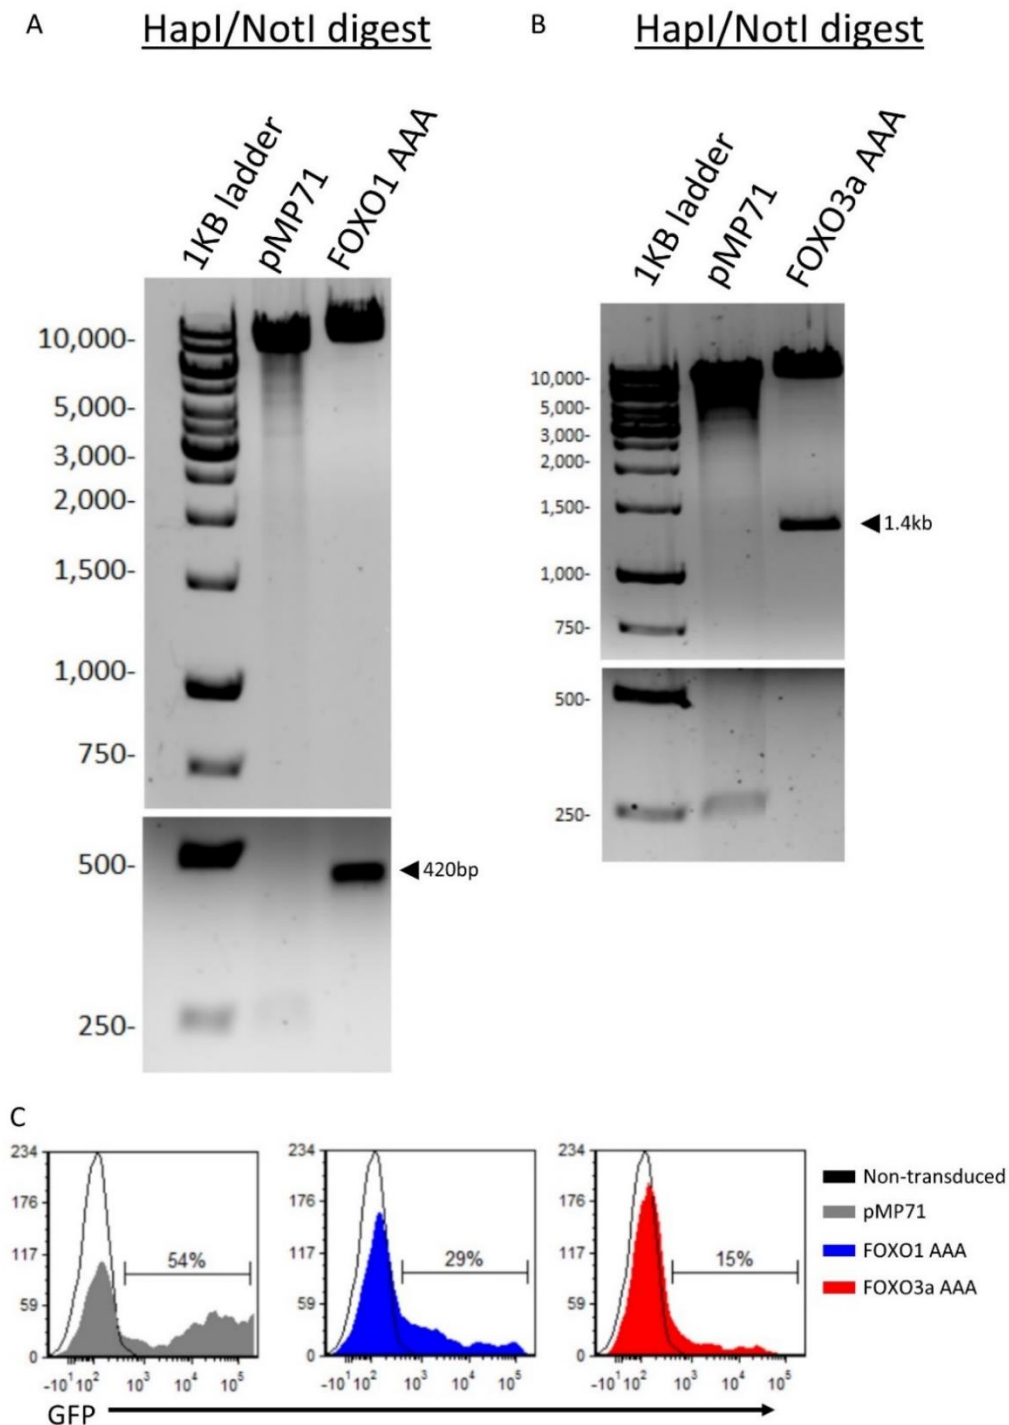 A
HapI/NotI digest
1KB ladder
pMP71
FOXO1 AAA
10,000-
5,000-
3,000-
2,000-
1,500-
1,000-
750-
500-
420bp
250-
B
HapI/NotI digest
1KB ladder
pMP71
FOXO3a AAA
10,000-
5,000-
3,000-
2,000-
1,500-
1.4kb
1,000-
750-
500-
250-
C
234
176
117
59
0
54%
-10¹ 10² 10³ 10⁴ 10⁵
234
176
117
59
0
29%
-10¹ 10² 10³ 10⁴ 10⁵
234
176
117
59
0
15%
-10¹ 10² 10³ 10⁴ 10⁵
Non-transduced
pMP71
FOXO1 AAA
FOXO3a AAA
GFP